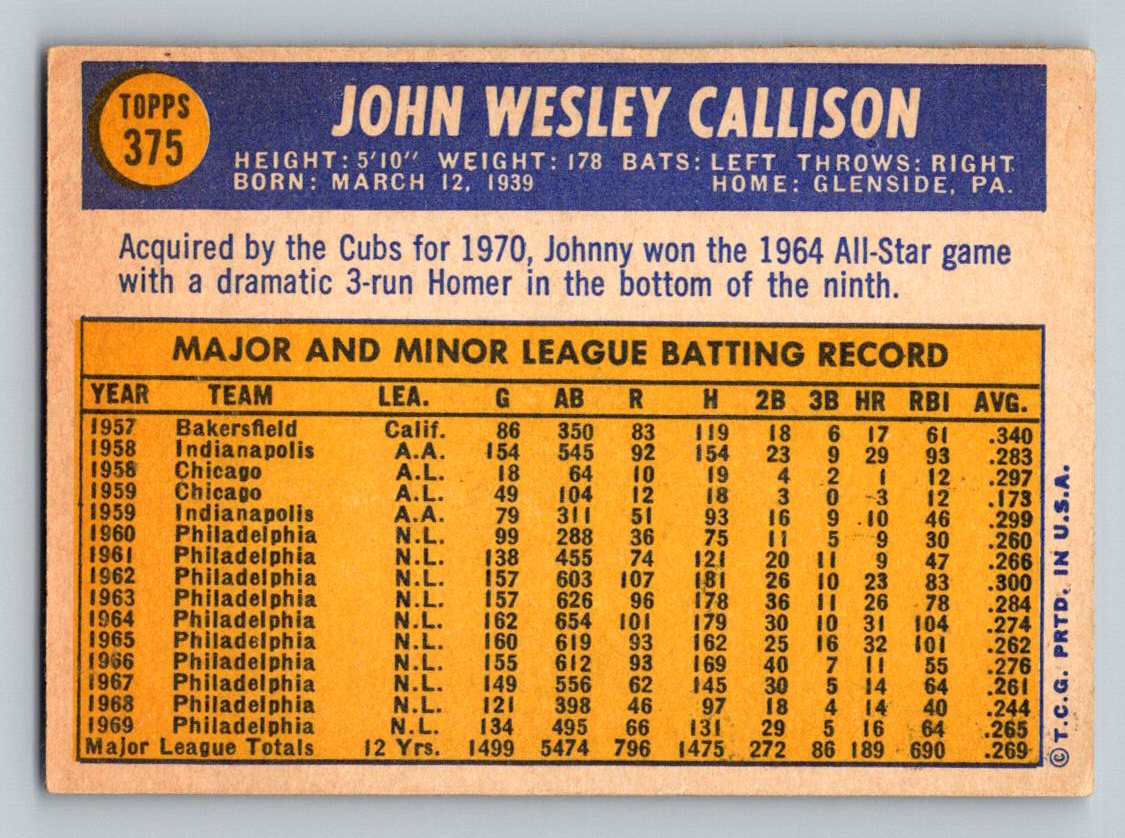 TOPPS
375
JOHN WESLEY CALLISON
HEIGHT: 5'10" WEIGHT: 178 BATS: LEFT THROWS: RIGHT
BORN: MARCH 12, 1939 HOME: GLENSIDE, PA.
Acquired by the Cubs for 1970, Johnny won the 1964 All-Star game
with a dramatic 3-run Homer in the bottom of the ninth.
MAJOR AND MINOR LEAGUE BATTING RECORD
YEAR TEAM LEA. G AB R H 2B 3B HR RBI AVG.
1957 Bakersfield Calif. 86 350 83 119 18 6 17 61 .340
1958 Indianapolis A.A. 154 545 92 154 23 9 29 93 .283
1958 Chicago A.L. 18 64 10 19 4 2 1 12 .297
1959 Chicago A.L. 49 104 12 18 3 0 3 12 .173
1959 Indianapolis A.A. 79 311 51 93 16 9 10 46 .299
1960 Philadelphia N.L. 99 288 36 75 11 5 9 30 .260
1961 Philadelphia N.L. 138 455 74 121 20 11 9 47 .266
1962 Philadelphia N.L. 157 603 107 181 26 10 23 83 .300
1963 Philadelphia N.L. 157 626 96 178 36 11 26 78 .284
1964 Philadelphia N.L. 162 654 101 179 30 10 31 104 .274
1965 Philadelphia N.L. 160 619 93 162 25 16 32 101 .262
1966 Philadelphia N.L. 155 612 93 169 40 7 11 55 .276
1967 Philadelphia N.L. 149 556 62 145 30 5 14 64 .261
1968 Philadelphia N.L. 121 398 46 97 18 4 14 40 .244
1969 Philadelphia N.L. 134 495 66 131 29 5 16 64 .265
Major League Totals 12 Yrs. 1499 5474 796 1475 272 86 189 690 .269
© T.C.G. PRTD. IN U.S.A.